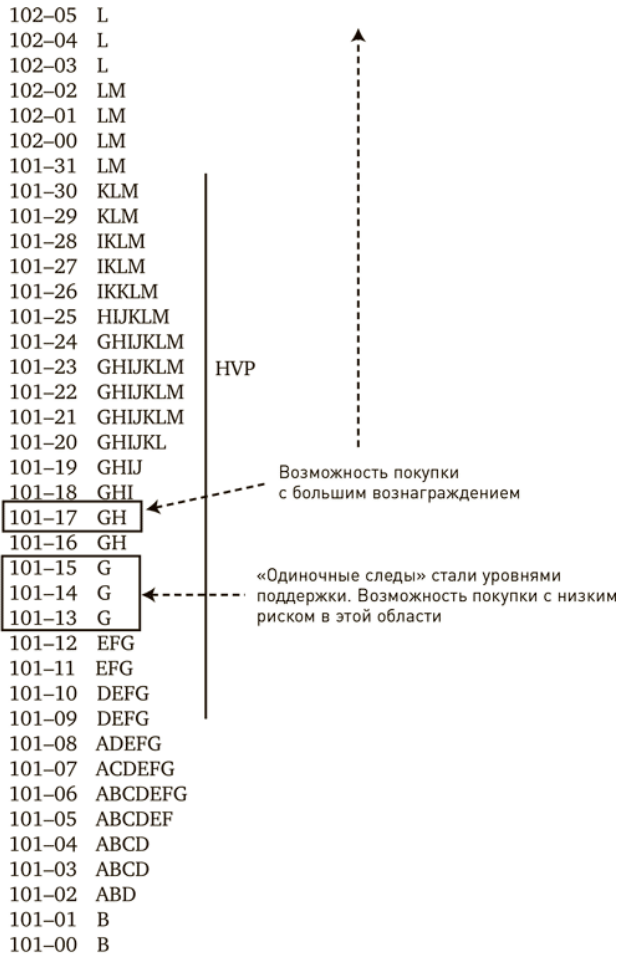 102–05 L
102–04 L
102–03 L
102–02 LM
102–01 LM
102–00 LM
101–31 LM
101–30 KLM
101–29 KLM
101–28 IKLM
101–27 IKLM
101–26 IKKLM
101–25 HIJKLM
101–24 GHIJKLM
101–23 GHIJKLM
HVP
101–22 GHIJKLM
101–21 GHIJKLM
101–20 GHIJKL
101–19 GHIJ
101–18 GHI
101–17 GH
Возможность покупки
с большим вознаграждением
101–16 GH
101–15 G
101–14 G
101–13 G
«Одиночные следы» стали уровнями
поддержки. Возможность покупки с низким
риском в этой области
101–12 EFG
101–11 EFG
101–10 DEFG
101–09 DEFG
101–08 ADEFG
101–07 ACDEFG
101–06 ABCDEFG
101–05 ABCDEF
101–04 ABCD
101–03 ABCD
101–02 ABD
101–01 B
101–00 B